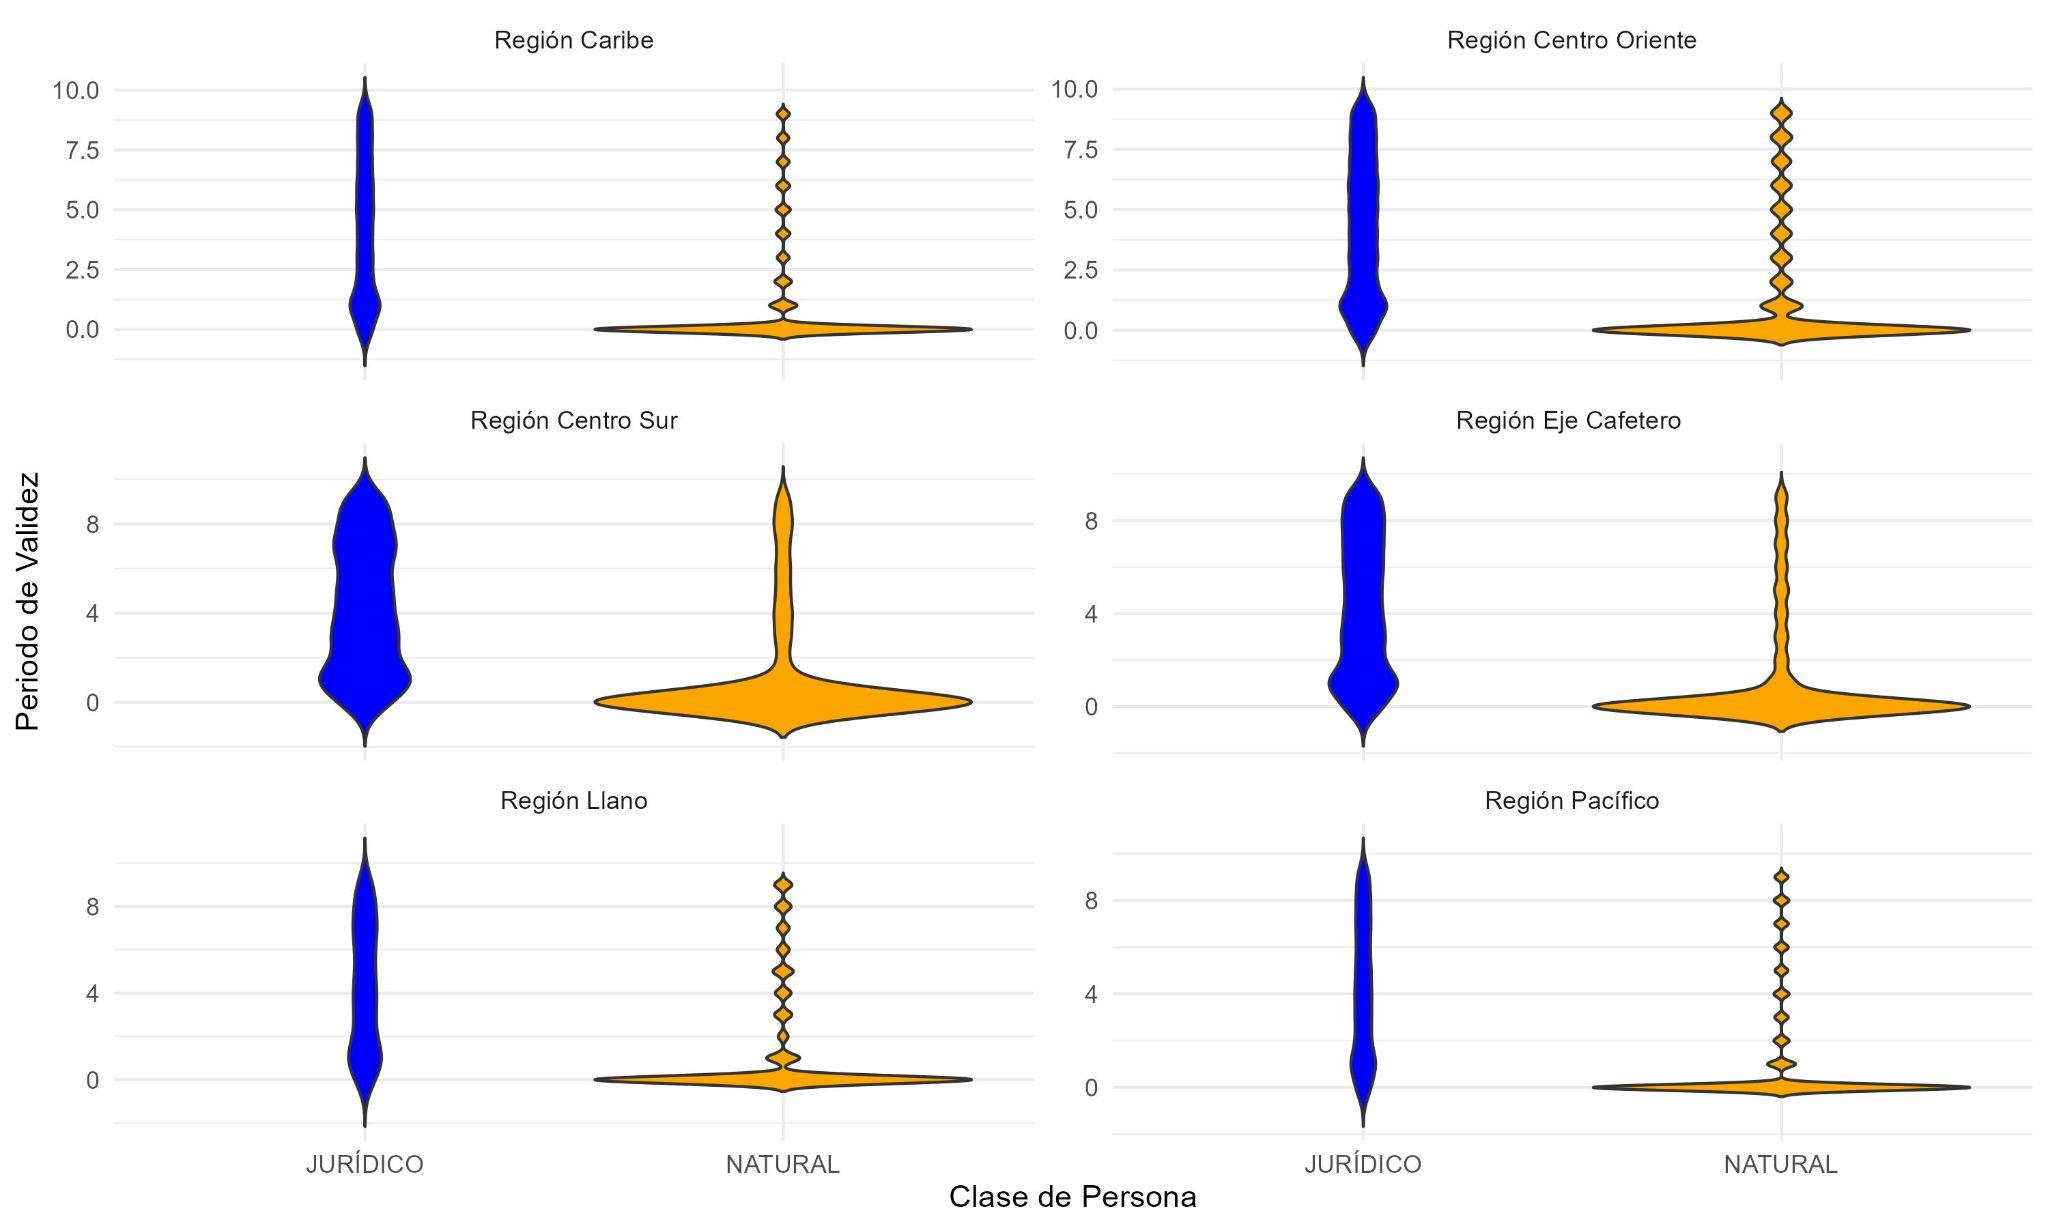 Región Caribe
Región Centro Oriente
10.0
7.5
5.0
2.5
0.0
10.0
7.5
5.0
2.5
0.0
Región Centro Sur
Región Eje Cafetero
8
4
0
8
4
0
Región Llano
Región Pacífico
8
4
0
8
4
0
JURÍDICO
NATURAL
JURÍDICO
NATURAL
Clase de Persona
Periodo de Validez